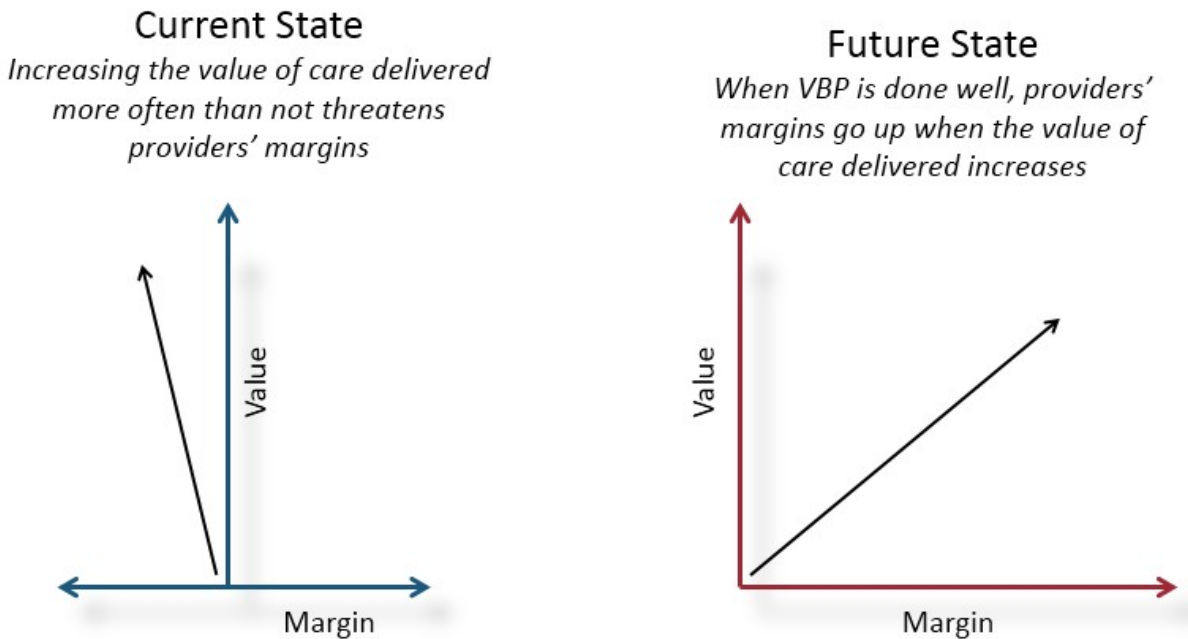 Current State
Increasing the value of care delivered
more often than not threatens
providers' margins
Value
Margin
Future State
When VBP is done well, providers'
margins go up when the value of
care delivered increases
Value
Margin